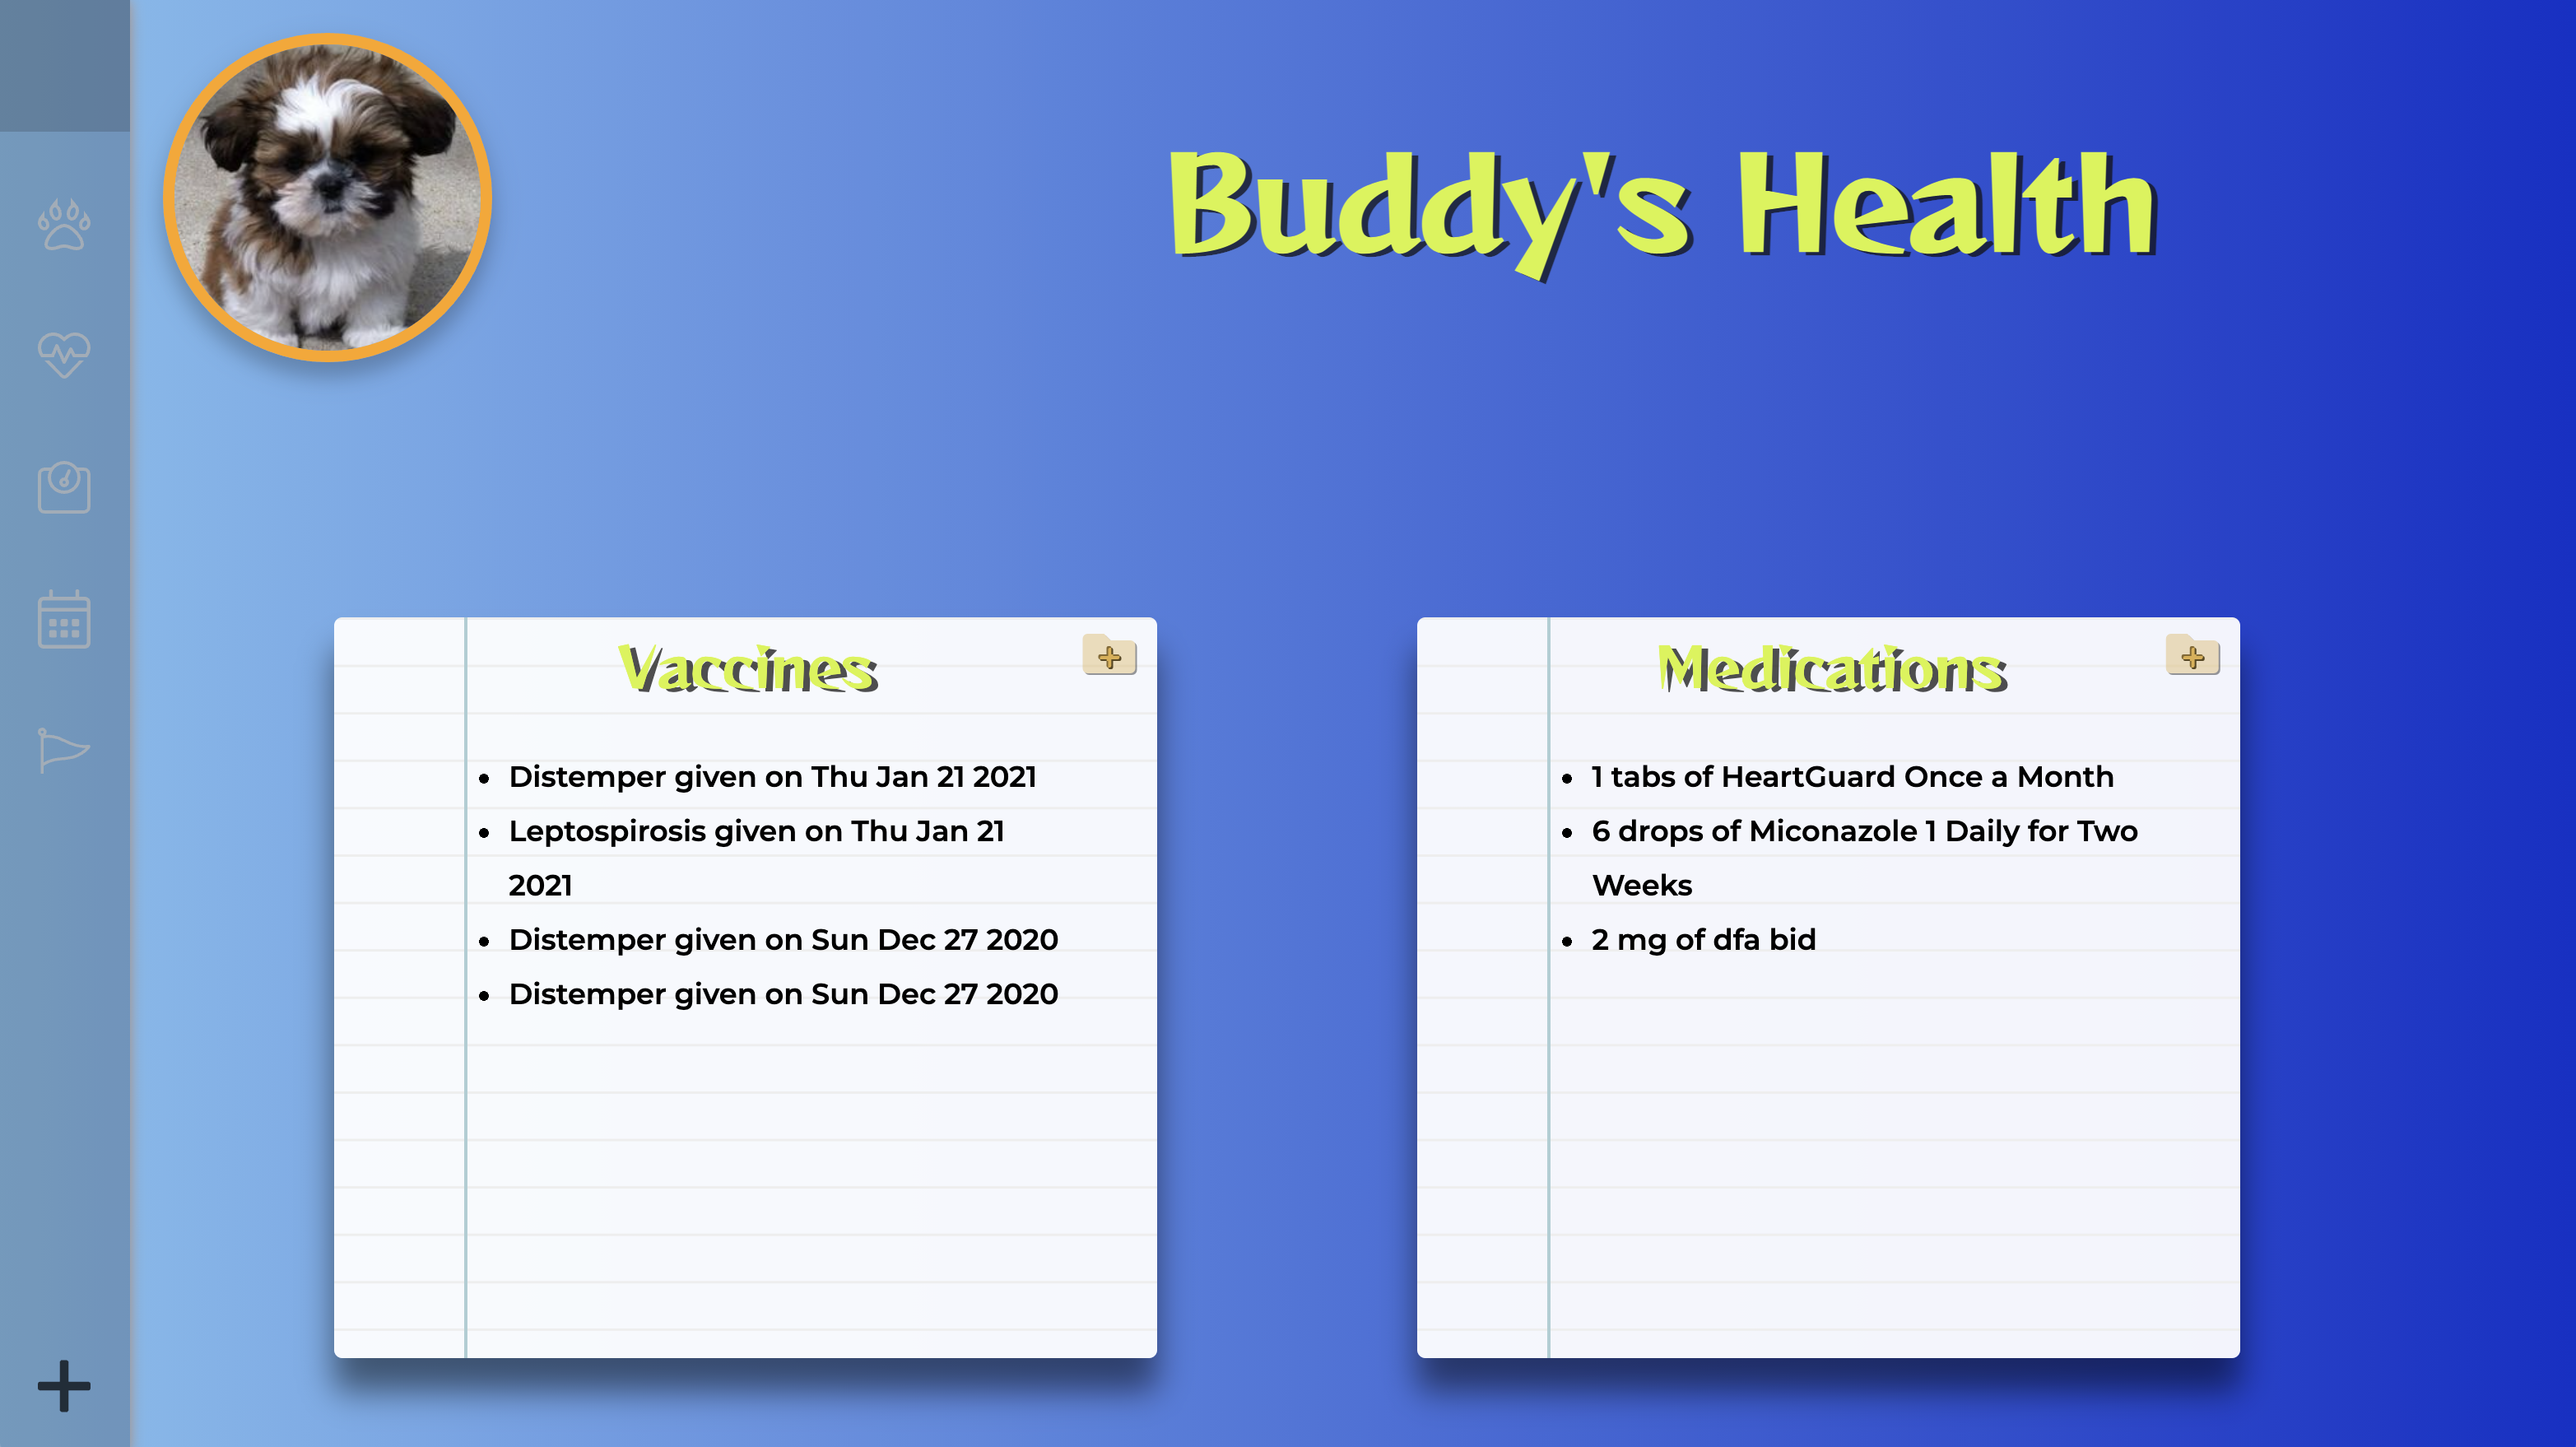 Buddy's Health
Vaccines
Distemper given on Thu Jan 21 2021
Leptospirosis given on Thu Jan 21
2021
Distemper given on Sun Dec 27 2020
Distemper given on Sun Dec 27 2020
Medications
1 tabs of HeartGuard Once a Month
6 drops of Miconazole 1 Daily for Two
Weeks
2 mg of dfa bid